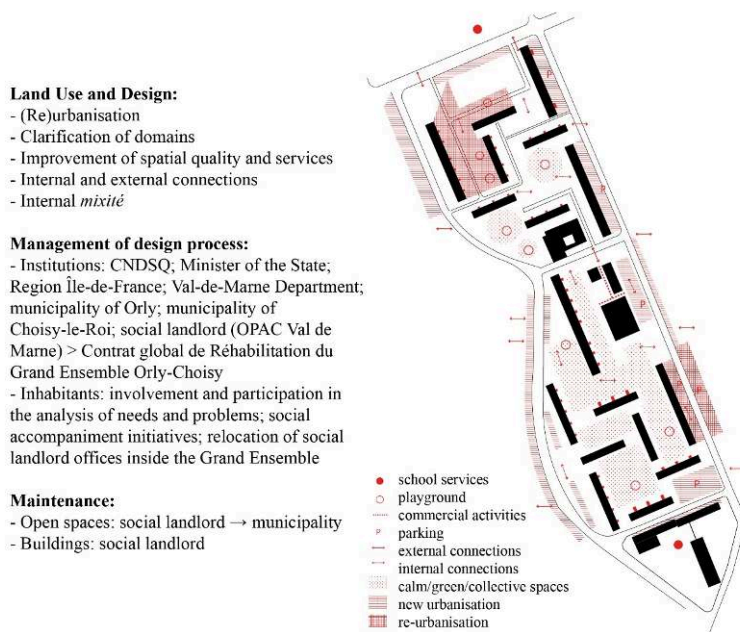 Land Use and Design:
- (Re)urbanisation
- Clarification of domains
- Improvement of spatial quality and services
- Internal and external connections
- Internal mixité
Management of design process:
- Institutions: CNDSQ; Minister of the State;
Region Île-de-France; Val-de-Marne Department;
municipality of Orly; municipality of
Choisy-le-Roi; social landlord (OPAC Val de
Marne) > Contrat global de Réhabilitation du
Grand Ensemble Orly-Choisy
- Inhabitants: involvement and participation in
the analysis of needs and problems; social
accompaniment initiatives; relocation of social
landlord offices inside the Grand Ensemble
Maintenance:
- Open spaces: social landlord → municipality
- Buildings: social landlord
P
P
P
P
P
P
school services
playground
commercial activities
P parking
external connections
internal connections
calm/green/collective spaces
new urbanisation
re-urbanisation